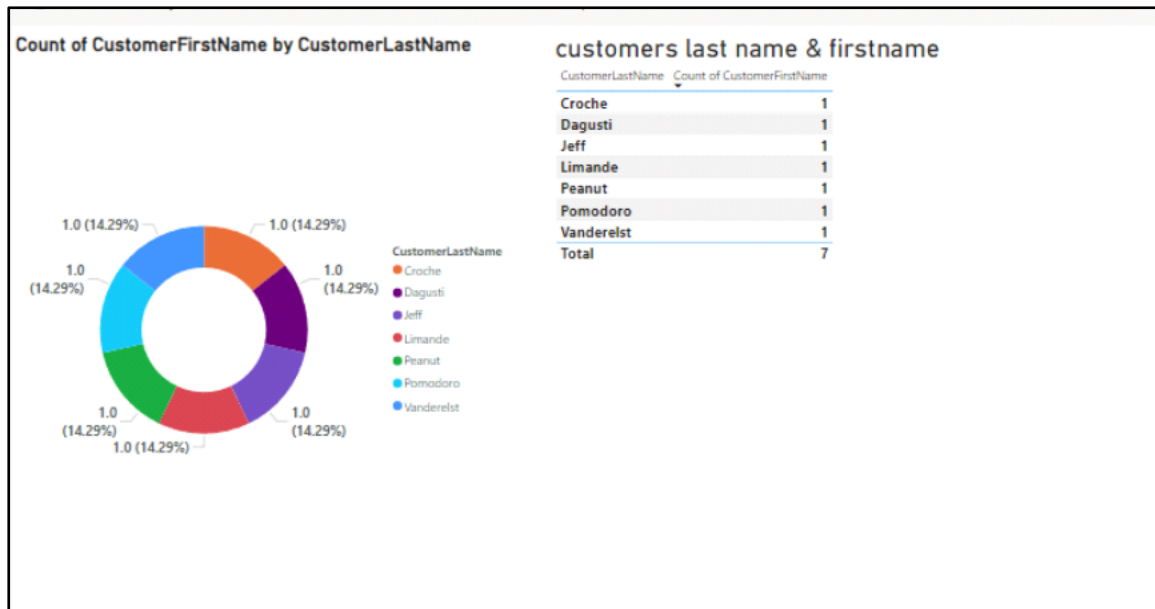 Count of CustomerFirstName by CustomerLastName
1.0 (14.29%)
1.0 (14.29%)
1.0
(14.29%)
1.0
(14.29%)
1.0
(14.29%)
1.0
(14.29%)
1.0 (14.29%)
CustomerLastName
Croche
Dagusti
Jeff
Limande
Peanut
Pomodoro
Vanderelst
customers last name & firstname
CustomerLastName Count of CustomerFirstName
Croche 1
Dagusti 1
Jeff 1
Limande 1
Peanut 1
Pomodoro 1
Vanderelst 1
Total 7